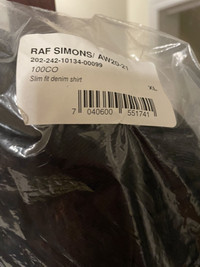 RAF SIMONS/ AW20-21
202-242-10134-00099
100CO
Slim fit denim shirt
XL
7 040600 551741